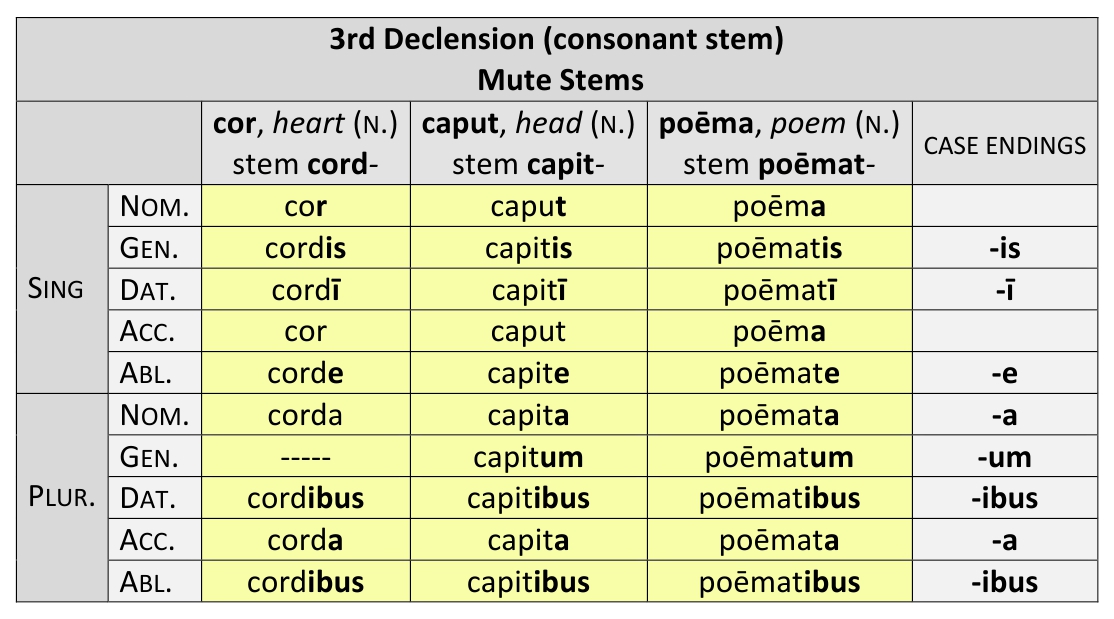 3rd Declension (consonant stem)
Mute Stems
cor, heart (N.) caput, head (N.) poēma, poem (N.) CASE ENDINGS
stem cord- stem capit- stem poēmat-
SING
NOM. cor caput poēma
GEN. cordis capitis poēmatis -is
DAT. cordī capitī poēmatī -ī
ACC. cor caput poēma
ABL. corde capite poēmate -e
PLUR.
NOM. corda capita poēmata -a
GEN. ----- capitum poēmatum -um
DAT. cordibus capitibus poēmatibus -ibus
ACC. corda capita poēmata -a
ABL. cordibus capitibus poēmatibus -ibus